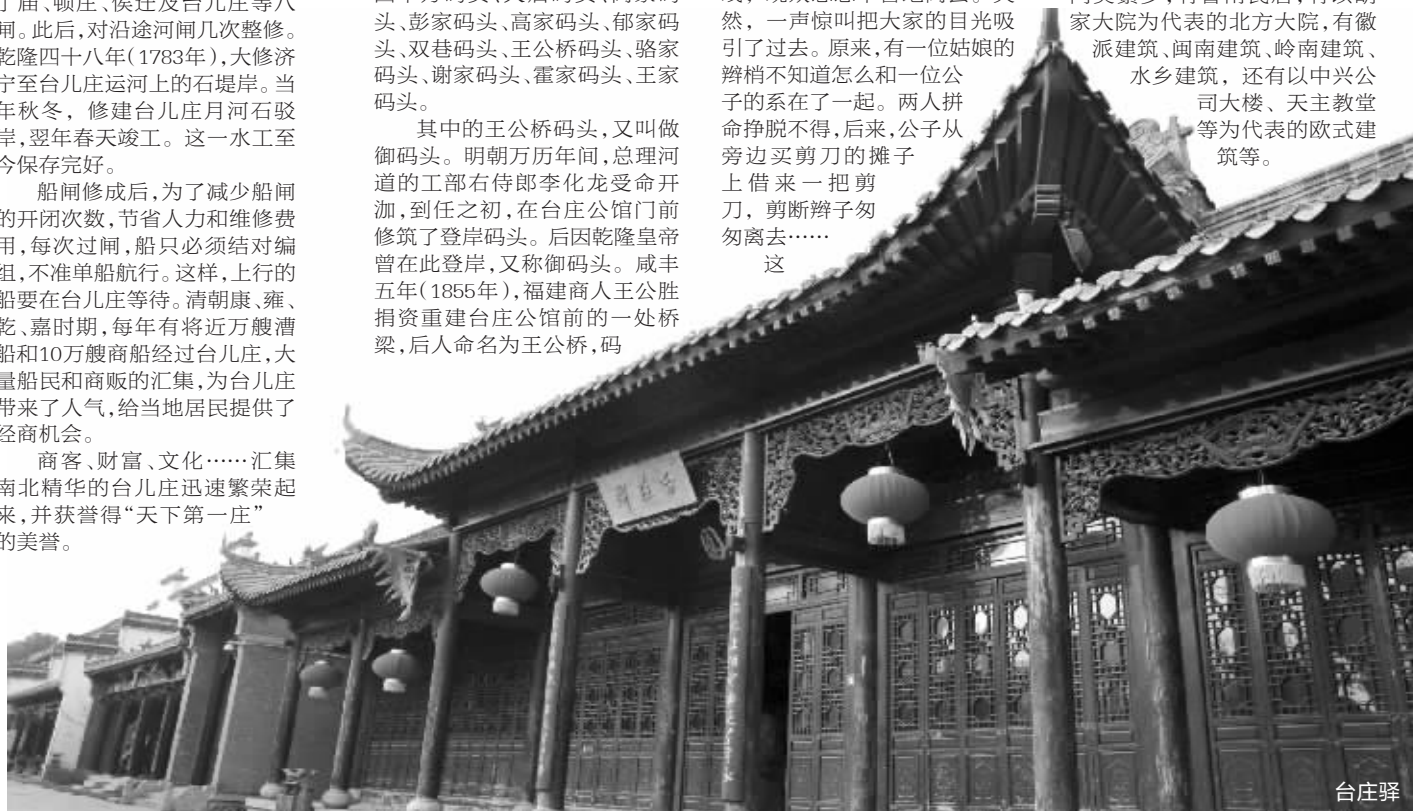 丁庙、顿庄、侯迁及台儿庄等八
闸。此后,对沿途河闸几次整修。
乾隆四十八年(1783年),大修济
宁至台儿庄运河上的石堤岸。当
年秋冬，修建台儿庄月河石驳
岸,翌年春天竣工。这一水工至
今保存完好。
船闸修成后,为了减少船闸
的开闭次数,节省人力和维修费
用,每次过闸,船只必须结对编
组,不准单船航行。这样,上行的
船要在台儿庄等待。清朝康、雍、
乾、嘉时期,每年有将近万艘漕
船和10万艘商船经过台儿庄,大
量船民和商贩的汇集,为台儿庄
带来了人气,给当地居民提供了
经商机会。
商客、财富、文化……汇集
南北精华的台儿庄迅速繁荣起
来,并获誉得“天下第一庄”
的美誉。
头、彭家码头、高家码头、郁家码
头、双巷码头、王公桥码头、骆家
码头、谢家码头、霍家码头、王家
码头。
其中的王公桥码头,又叫做
御码头。明朝万历年间,总理河
道的工部右侍郎李化龙受命开
泇,到任之初,在台庄公馆门前
修筑了登岸码头。后因乾隆皇帝
曾在此登岸,又称御码头。咸丰
五年(1855年),福建商人王公胜
捐资重建台庄公馆前的一处桥
梁,后人命名为王公桥,码
然，一声惊叫把大家的目光吸
引了过去。原来,有一位姑娘的
辫梢不知道怎么和一位公
子的系在了一起。两人拼
命挣脱不得,后来,公子从
旁边买剪刀的摊子
上借来一把剪
刀，剪断辫子匆
匆离去……
这
家大院为代表的北方大院,有徽
派建筑、闽南建筑、岭南建筑、
水乡建筑，还有以中兴公
司大楼、天主教堂
等为代表的欧式建
筑等。
台庄驿